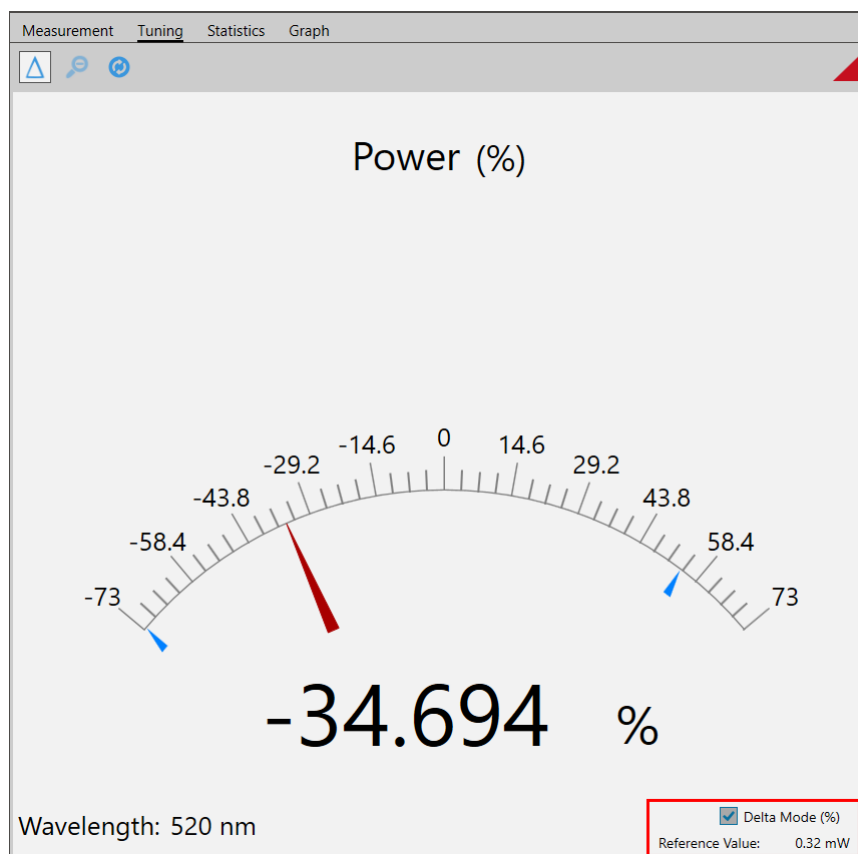 Measurement Tuning Statistics Graph
Power (%)
-73 -58.4 -43.8 -29.2 -14.6 0 14.6 29.2 43.8 58.4 73
-34.694 %
Wavelength: 520 nm
Delta Mode (%)
Reference Value: 0.32 mW